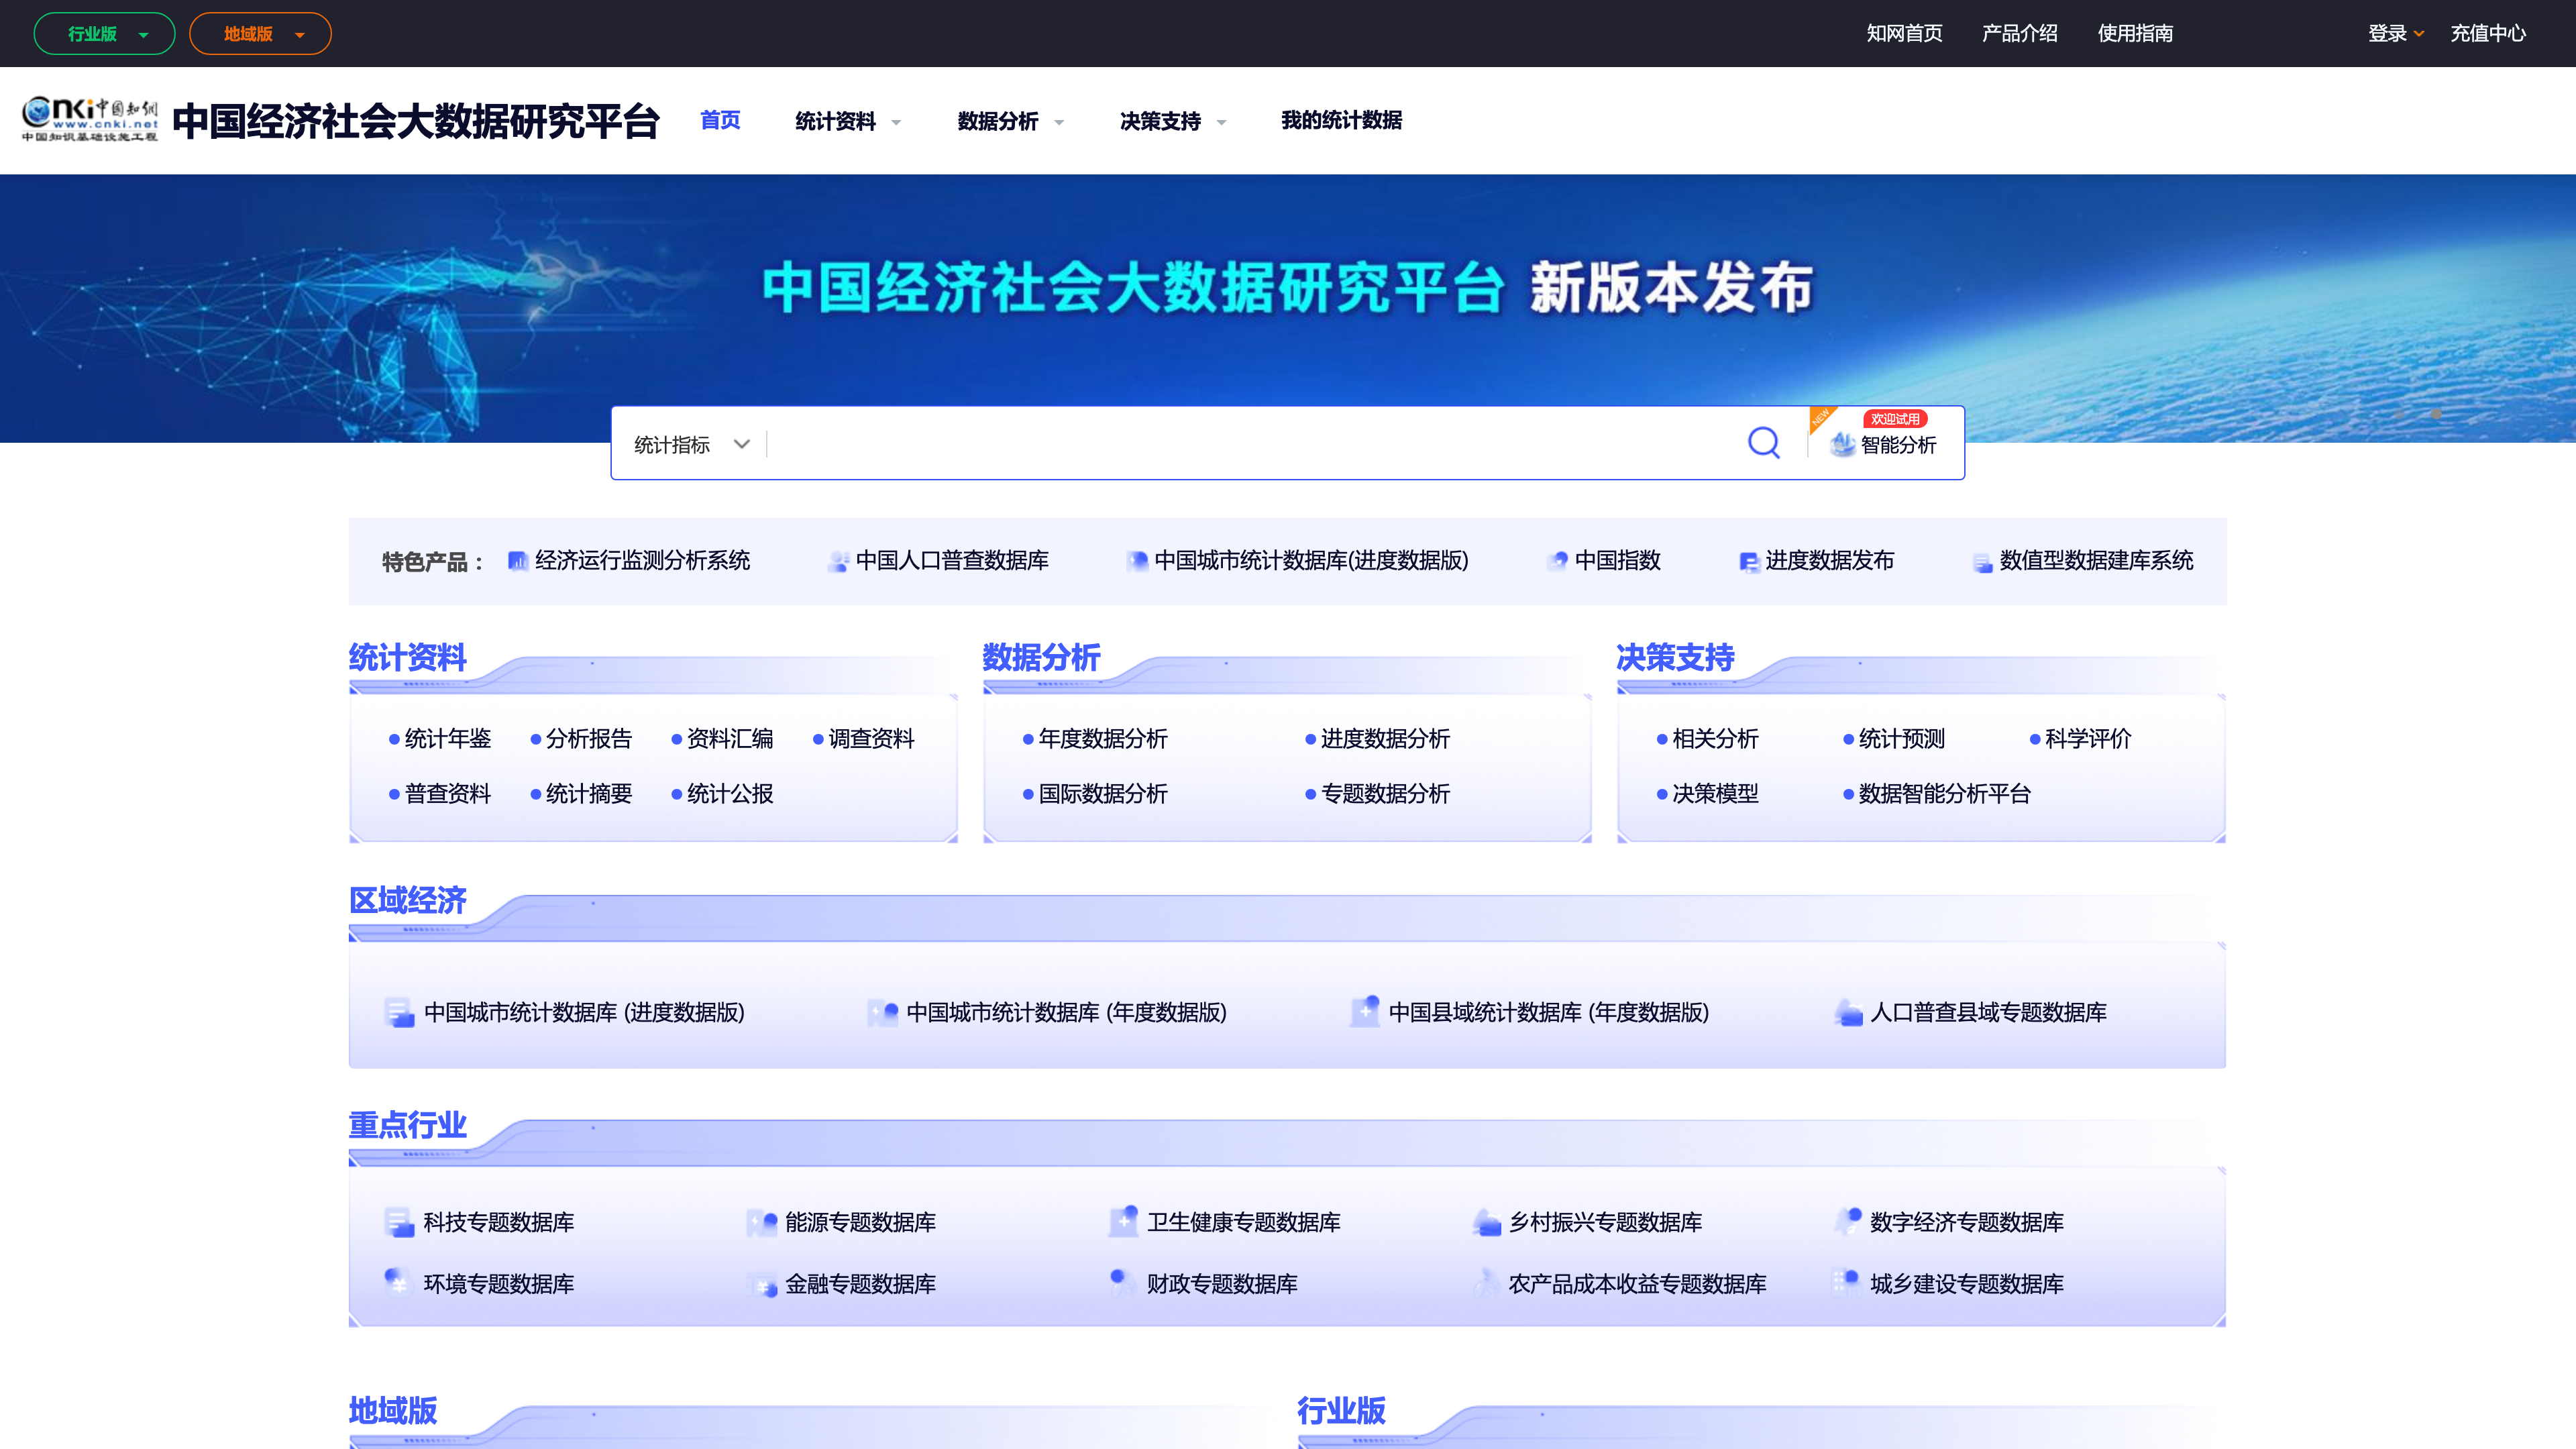 行业版 地域版 知网首页 产品介绍 使用指南 登录 充值中心
cnki中国知网
www.cnki.net
中国知识基础设施工程
中国经济社会大数据研究平台 首页 统计资料 数据分析 决策支持 我的统计数据
中国经济社会大数据研究平台 新版本发布
统计指标 NEW 欢迎试用 智能分析
特色产品： 经济运行监测分析系统 中国人口普查数据库 中国城市统计数据库(进度数据版) 中国指数 进度数据发布 数值型数据建库系统
统计资料
统计年鉴 分析报告 资料汇编 调查资料
普查资料 统计摘要 统计公报
数据分析
年度数据分析 进度数据分析
国际数据分析 专题数据分析
决策支持
相关分析 统计预测 科学评价
决策模型 数据智能分析平台
区域经济
中国城市统计数据库 (进度数据版) 中国城市统计数据库 (年度数据版) 中国县域统计数据库 (年度数据版) 人口普查县域专题数据库
重点行业
科技专题数据库 能源专题数据库 卫生健康专题数据库 乡村振兴专题数据库 数字经济专题数据库
环境专题数据库 金融专题数据库 财政专题数据库 农产品成本收益专题数据库 城乡建设专题数据库
地域版 行业版